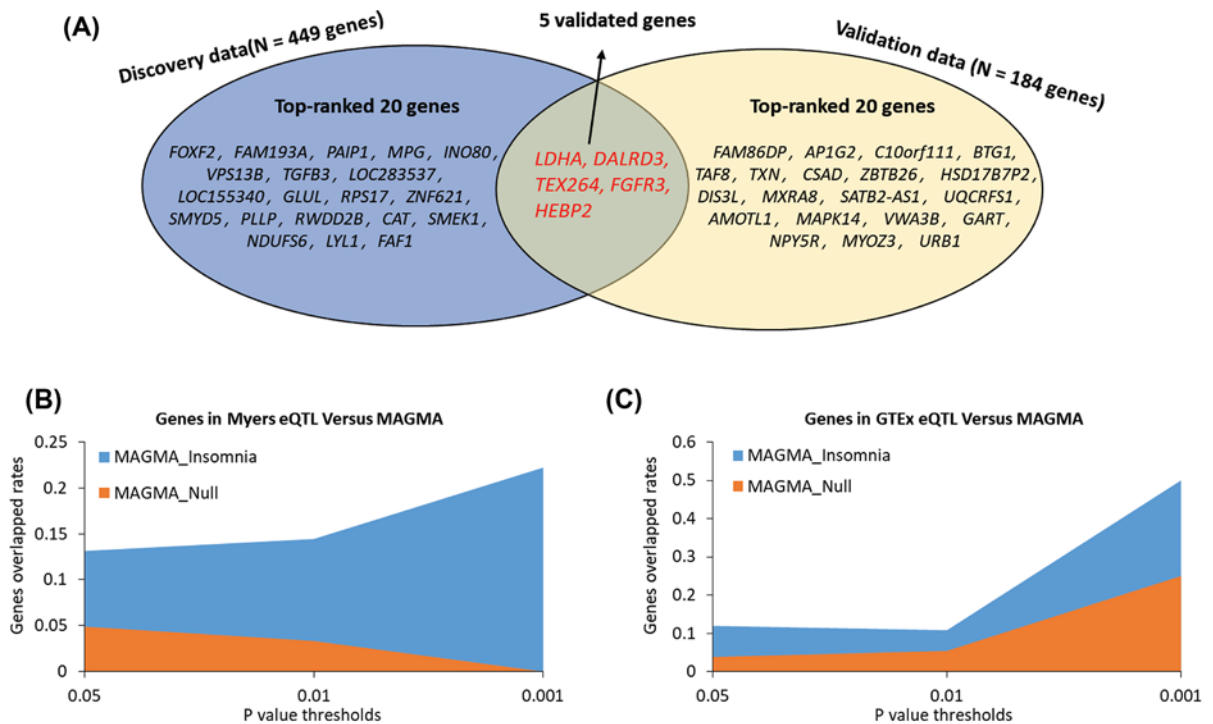 (A)
5 validated genes
Discovery data(N = 449 genes)
Validation data (N = 184 genes)
Top-ranked 20 genes
FOXF2, FAM193A, PAIP1, MPG, INO80,
VPS13B, TGFB3, LOC283537,
LOC155340, GLUL, RPS17, ZNF621,
SMYD5, PLLP, RWDD2B, CAT, SMEK1,
NDUFS6, LYL1, FAF1
LDHA, DALRD3,
TEX264, FGFR3,
HEBP2
Top-ranked 20 genes
FAM86DP, AP1G2, C10orf111, BTG1,
TAF8, TXN, CSAD, ZBTB26, HSD17B7P2,
DIS3L, MXRA8, SATB2-AS1, UQCRFS1,
AMOTL1, MAPK14, VWA3B, GART,
NPY5R, MYOZ3, URB1
(B)
Genes in Myers eQTL Versus MAGMA
MAGMA_Insomnia
MAGMA_Null
Genes overlapped rates
0.25
0.2
0.15
0.1
0.05
0
0.05 0.01 0.001
P value thresholds
(C)
Genes in GTEx eQTL Versus MAGMA
MAGMA_Insomnia
MAGMA_Null
Genes overlapped rates
0.6
0.5
0.4
0.3
0.2
0.1
0
0.05 0.01 0.001
P value thresholds